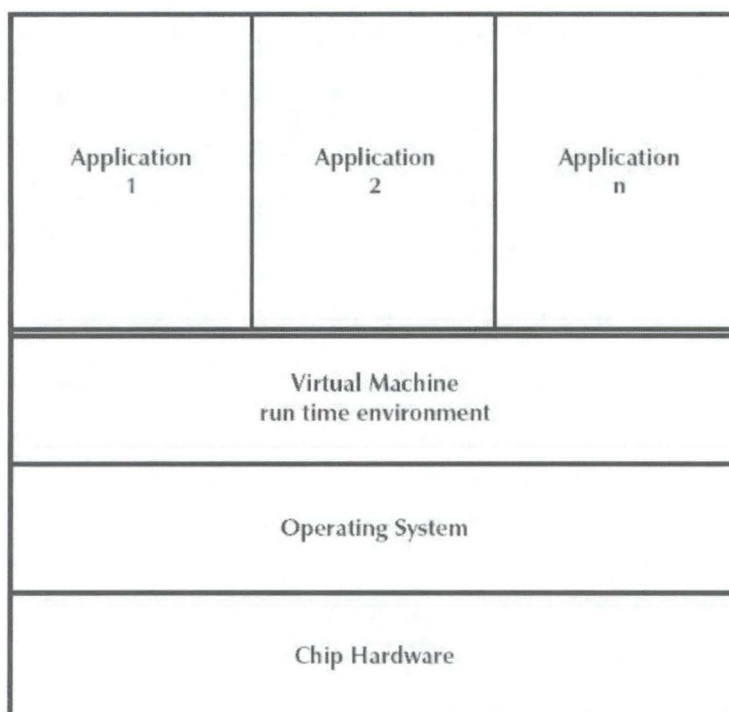 Application
1
Application
2
Application
n
Virtual Machine
run time environment
Operating System
Chip Hardware